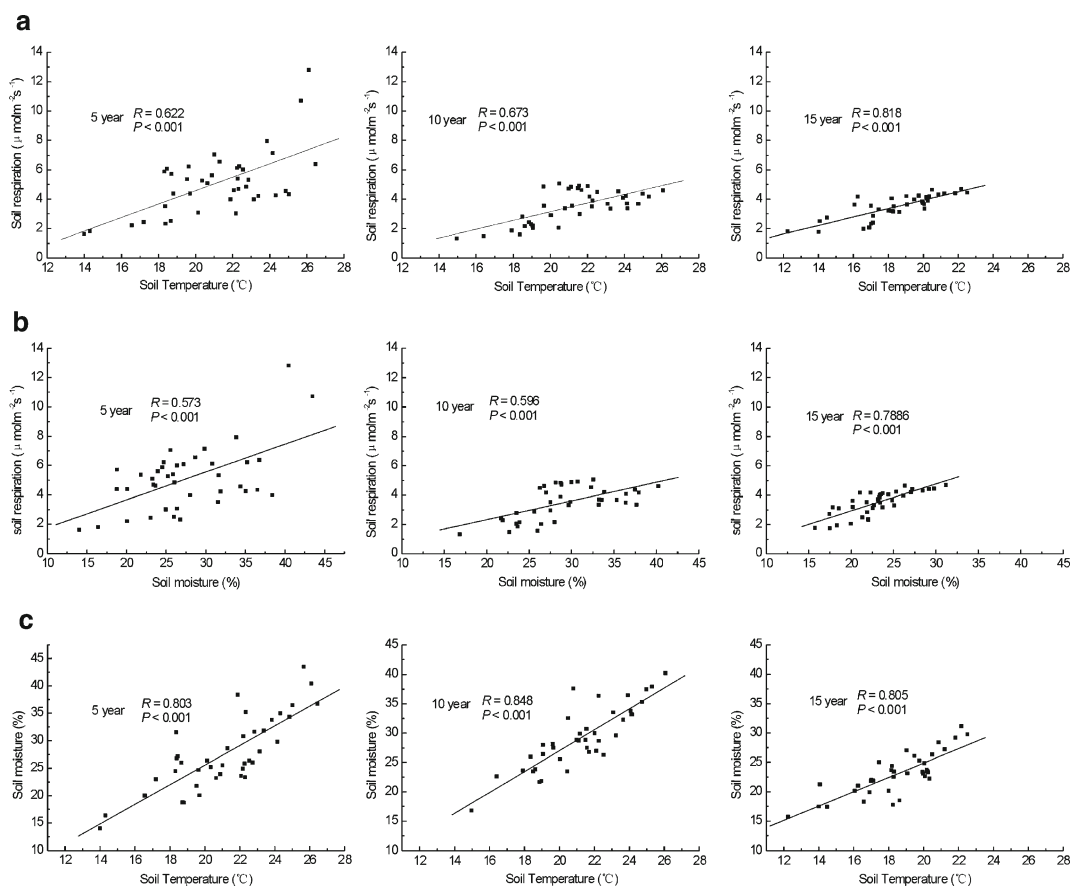 a
14
12
10
8
6
4
2
0
Soil respiration ( μ molm⁻²s⁻¹)
5 year
R = 0.622
P < 0.001
12 14 16 18 20 22 24 26 28
Soil Temperature (℃)
14
12
10
8
6
4
2
0
Soil respiration ( μ molm⁻²s⁻¹)
10 year
R = 0.673
P < 0.001
12 14 16 18 20 22 24 26 28
Soil Temperature (℃)
14
12
10
8
6
4
2
0
Soil respiration ( μ molm⁻²s⁻¹)
15 year
R = 0.818
P < 0.001
12 14 16 18 20 22 24 26 28
Soil Temperature (℃)
b
14
12
10
8
6
4
2
0
soil respiration ( μ molm⁻²s⁻¹)
5 year
R = 0.573
P < 0.001
10 15 20 25 30 35 40 45
Soil moisture (%)
14
12
10
8
6
4
2
0
Soil respiration ( μ molm⁻²s⁻¹)
10 year
R = 0.596
P < 0.001
10 15 20 25 30 35 40 45
Soil moisture (%)
14
12
10
8
6
4
2
0
soil respiration ( μ molm⁻²s⁻¹)
15 year
R = 0.7886
P < 0.001
10 15 20 25 30 35 40 45
Soil moisture (%)
c
45
40
35
30
25
20
15
10
Soil moisture (%)
5 year
R = 0.803
P < 0.001
12 14 16 18 20 22 24 26 28
Soil Temperature (℃)
45
40
35
30
25
20
15
10
Soil moisture (%)
10 year
R = 0.848
P < 0.001
12 14 16 18 20 22 24 26 28
Soil Temperature (℃)
45
40
35
30
25
20
15
10
Soil moisture (%)
15 year
R = 0.805
P < 0.001
12 14 16 18 20 22 24 26 28
Soil Temperature (℃)